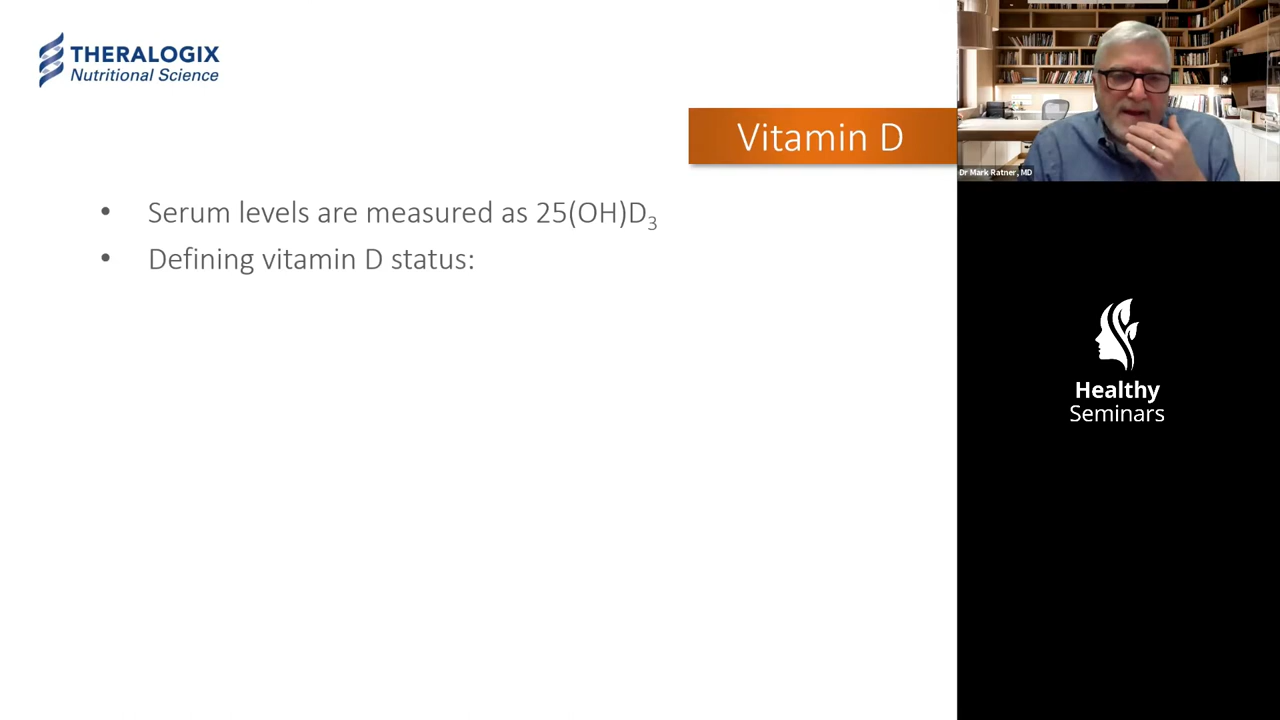 THERALOGIX
Nutritional Science
Vitamin D
Dr Mark Ratner, MD
• Serum levels are measured as 25(OH)D₃
• Defining vitamin D status:
Healthy
Seminars